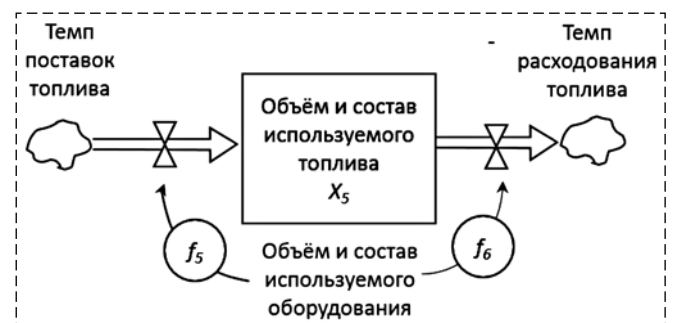 Темп
поставок
топлива
Темп
расходования
топлива
Объём и состав
используемого
топлива
X₅
f₅
Объём и состав
используемого
оборудования
f₆